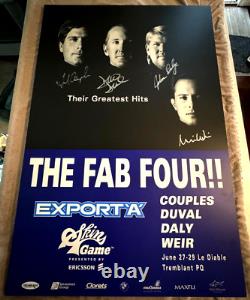 Their Greatest Hits
THE FAB FOUR!!
EXPORT'A'
Skins
Game
PRESENTED BY
ERICSSON
COUPLES
DUVAL
DALY
WEIR
June 27-29 Le Diable
Tremblant PQ
Clorets
MAXFLI